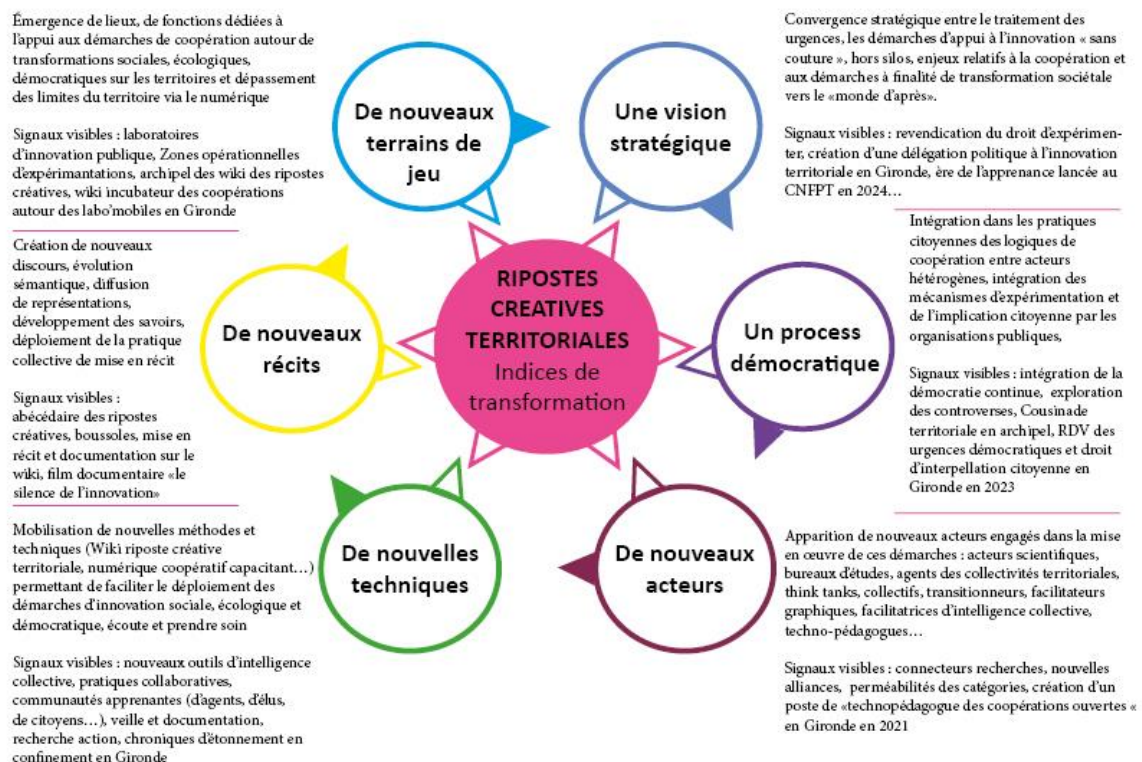 Émergence de lieux, de fonctions dédiées à
l'appui aux démarches de coopération autour de
transformations sociales, écologiques,
démocratiques sur les territoires et dépassement
des limites du territoire via le numérique
Signaux visibles : laboratoires
d'innovation publique, Zones opérationnelles
d'expérimantations, archipel des wiki des ripostes
créatives, wiki incubateur des coopérations
autour des labo'mobiles en Gironde
De nouveaux
terrains de
jeu
Une vision
stratégique
Convergence stratégique entre le traitement des
urgences, les démarches d'appui à l'innovation « sans
couture », hors silos, enjeux relatifs à la coopération et
aux démarches à finalité de transformation sociétale
vers le «monde d'après».
Signaux visibles : revendication du droit d'expérimen-
ter, création d'une délégation politique à l'innovation
territoriale en Gironde, ère de l'apprenance lancée au
CNFPT en 2024…
Création de nouveaux
discours, évolution
sémantique, diffusion
de représentations,
développement des savoirs,
déploiement de la pratique
collective de mise en récit
Signaux visibles :
abécédaire des ripostes
créatives, boussoles, mise en
récit et documentation sur le
wiki, film documentaire «le
silence de l'innovation»
De nouveaux
récits
RIPOSTES
CREATIVES
TERRITORIALES
Indices de
transformation
Un process
démocratique
Intégration dans les pratiques
citoyennes des logiques de
coopération entre acteurs
hétérogènes, intégration des
mécanismes d'expérimentation et
de l'implication citoyenne par les
organisations publiques,
Signaux visibles : intégration de la
démocratie continue, exploration
des controverses, Cousinade
territoriale en archipel, RDV des
urgences démocratiques et droit
d'interpellation citoyenne en
Gironde en 2023
Mobilisation de nouvelles méthodes et
techniques (Wiki riposte créative
territoriale, numérique coopératif capacitant…)
permettant de faciliter le déploiement des
démarches d'innovation sociale, écologique et
démocratique, écoute et prendre soin
Signaux visibles : nouveaux outils d'intelligence
collective, pratiques collaboratives,
communautés apprenantes (d'agents, d'élus,
de citoyens…), veille et documentation,
recherche action, chroniques d'étonnement en
confinement en Gironde
De nouvelles
techniques
De nouveaux
acteurs
Apparition de nouveaux acteurs engagés dans la mise
en œuvre de ces démarches : acteurs scientifiques,
bureaux d'études, agents des collectivités territoriales,
think tanks, collectifs, transitionneurs, facilitateurs
graphiques, facilitatrices d'intelligence collective,
techno-pédagogues…
Signaux visibles : connecteurs recherches, nouvelles
alliances, perméabilités des catégories, création d'un
poste de «technopédagogue des coopérations ouvertes «
en Gironde en 2021